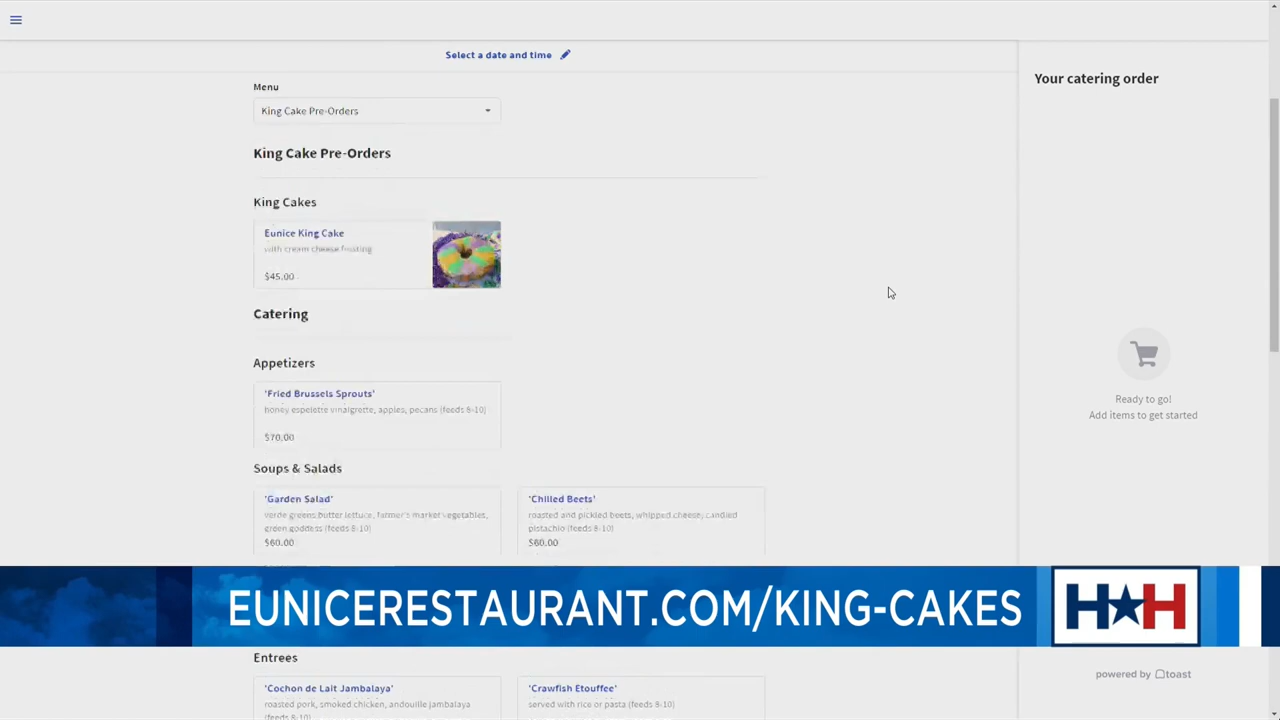 Select a date and time
Your catering order
Menu
King Cake Pre-Orders
King Cake Pre-Orders
King Cakes
Eunice King Cake
with cream cheese frosting
$45.00
Catering
Appetizers
'Fried Brussels Sprouts'
honey espelette vinaigrette, apples, pecans (feeds 8-10)
$70.00
Ready to go!
Add items to get started
Soups & Salads
'Garden Salad'
verde greens butter lettuce, farmer's market vegetables,
green goddess (feeds 8-10)
$60.00
'Chilled Beets'
roasted and pickled beets, whipped cheese, candied
pistachio (feeds 8-10)
$60.00
EUNICERESTAURANT.COM/KING-CAKES
H★H
Entrees
'Cochon de Lait Jambalaya'
roasted pork, smoked chicken, andouille jambalaya
(feeds 8-10)
'Crawfish Etouffee'
served with rice or pasta (feeds 8-10)
powered by toast